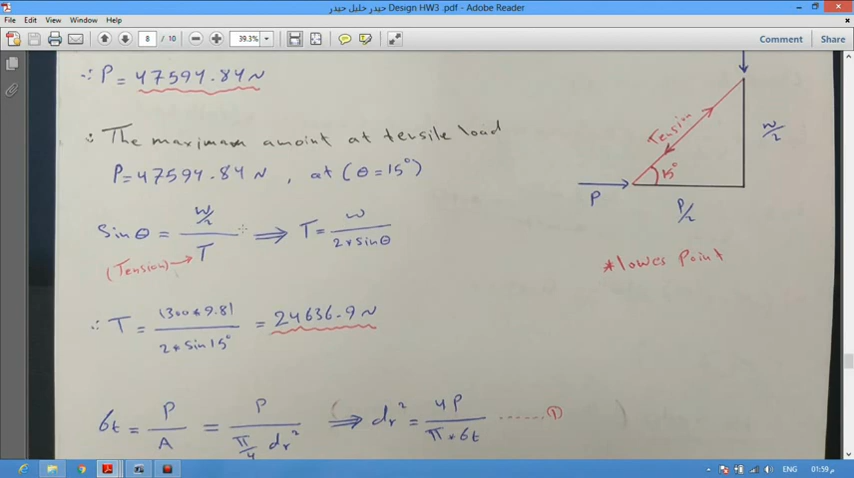 حيدر خليل حيدر Design HW3 .pdf - Adobe Reader
File Edit View Window Help
8 / 10 39.3% Comment Share
∴ P = 47594.84 N
∴ The maximam amoint at tensile load
P = 47594.84 N , at (θ = 15°)
Sin θ = w/2 / T ⟹ T = w / 2*sinθ
(Tension) →
∴ T = 1300*9.81 / 2*sin 15° = 24636.9 N
6t = P / A = P / π/4 dr² ⟹ dr² = 4P / π*6t ...... ①
Tension
15°
w/2
P
P/2
*lowes Point
ENG 01:59 م